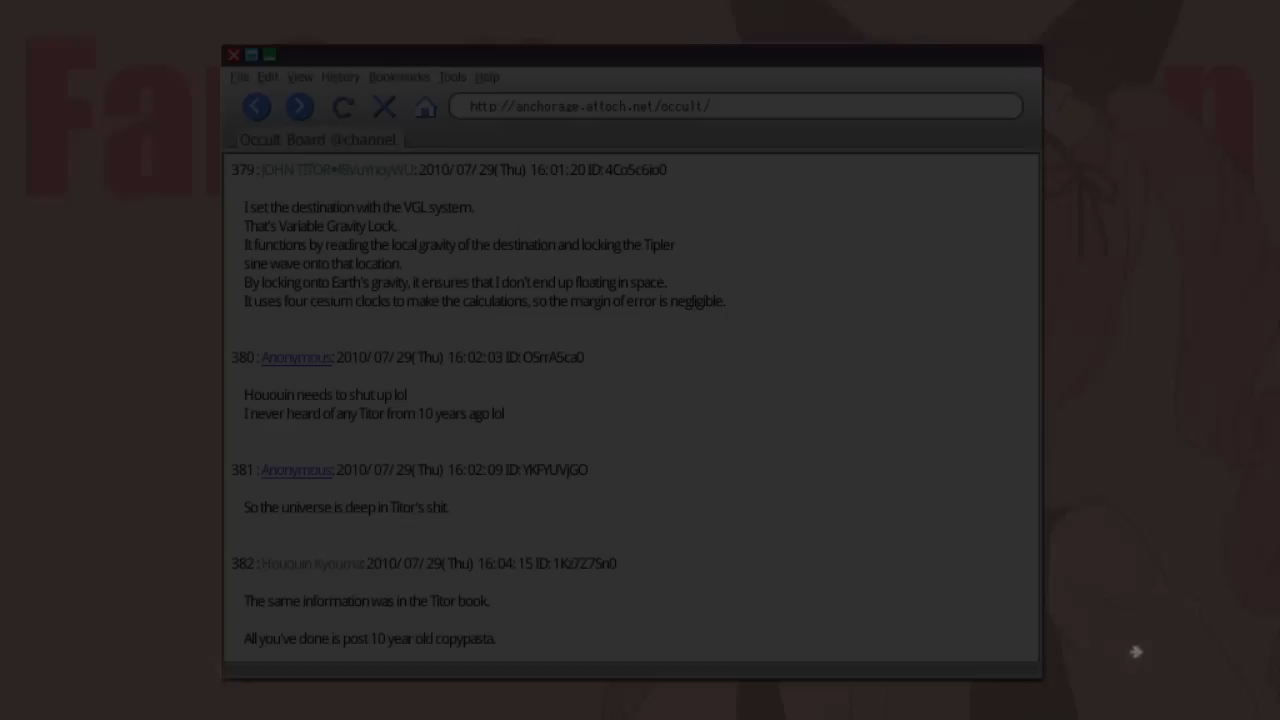 Fa
n
File Edit View History Bookmarks Tools Help
http://anchorage.attoch.net/occult/
Occult Board @channel
379 : JOHN TITOR : 2010/ 07/ 29( Thu) 16: 01: 20 ID: 4Co5c6io0
I set the destination with the VGL system.
That's Variable Gravity Lock.
It functions by reading the local gravity of the destination and locking the Tipler
sine wave onto that location.
By locking onto Earth's gravity, it ensures that I don't end up floating in space.
It uses four cesium clocks to make the calculations, so the margin of error is negligible.
380 : Anonymous: 2010/ 07/ 29( Thu) 16: 02: 03 ID: O5rrA5ca0
Hououin needs to shut up lol
I never heard of any Titor from 10 years ago lol
381 : Anonymous: 2010/ 07/ 29( Thu) 16: 02: 09 ID: YKFYUVjGO
So the universe is deep in Titor's shit.
382 : Houquin Kyouma: 2010/ 07/ 29( Thu) 16: 04: 15 ID: 1Kz7Z7Sn0
The same information was in the Titor book.
All you've done is post 10 year old copypasta.